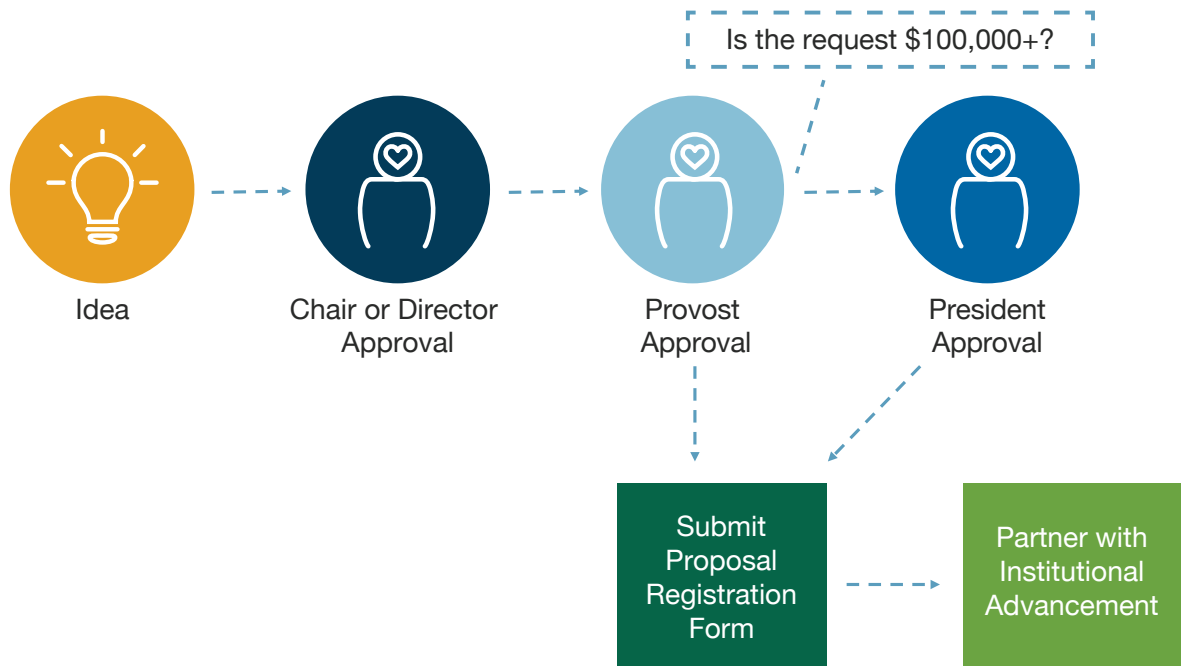 Is the request $100,000+?
Idea
Chair or Director
Approval
Provost
Approval
President
Approval
Submit
Proposal
Registration
Form
Partner with
Institutional
Advancement